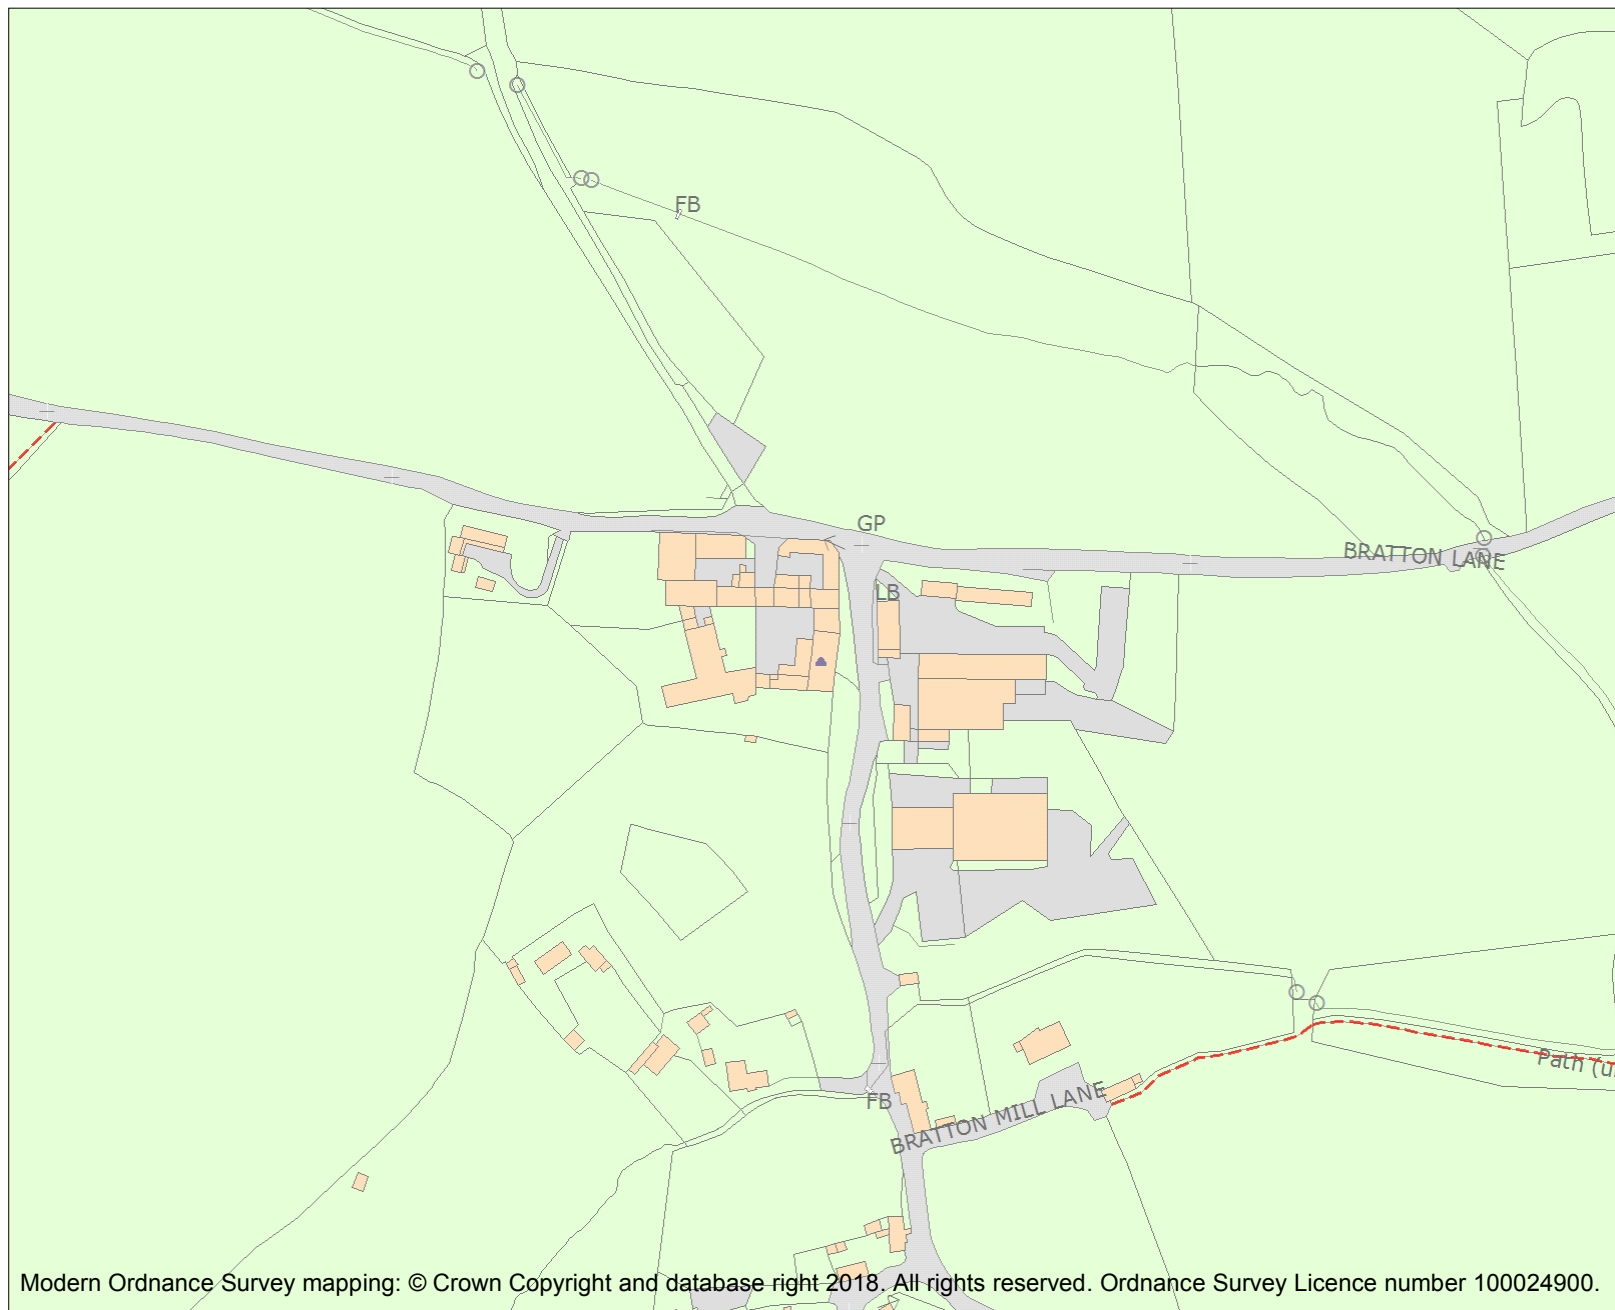 FB
GP
BRATTON LANE
LB
Path (u
FB
BRATTON MILL LANE
Modern Ordnance Survey mapping: © Crown Copyright and database right 2018. All rights reserved. Ordnance Survey Licence number 100024900.